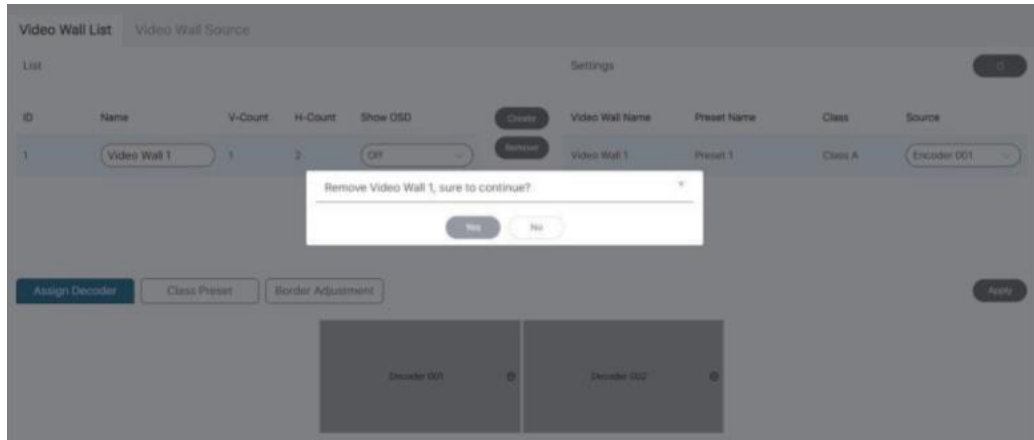 Video Wall List Video Wall Source
List Settings
ID Name V-Count H-Count Show OSD Create Video Wall Name Preset Name Class Source
1 Video Wall 1 1 2 Off Remove Video Wall 1 Preset 1 Class A Encoder 001
Remove Video Wall 1, sure to continue? ×
Yes No
Assign Decoder Class Preset Border Adjustment Apply
Decoder 001 Decoder 002